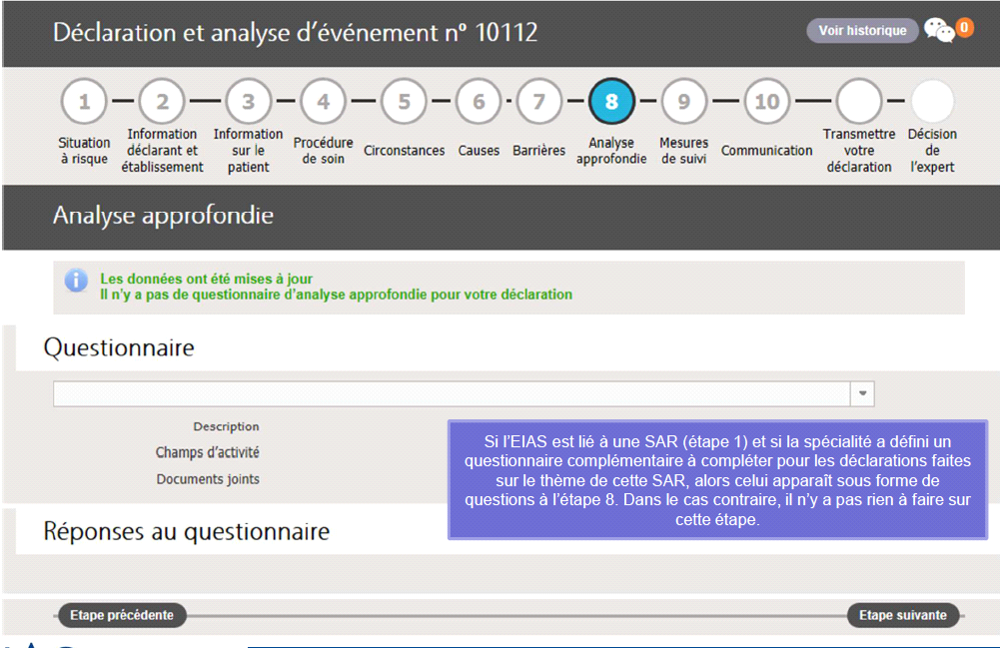 Déclaration et analyse d'événement n° 10112
Voir historique
0
1
2
3
4
5
6
7
8
9
10
Situation
à risque
Information
déclarant et
établissement
Information
sur le
patient
Procédure
de soin
Circonstances
Causes
Barrières
Analyse
approfondie
Mesures
de suivi
Communication
Transmettre
votre
déclaration
Décision
de
l'expert
Analyse approfondie
Les données ont été mises à jour
Il n'y a pas de questionnaire d'analyse approfondie pour votre déclaration
Questionnaire
Description
Champs d'activité
Documents joints
Si l'EIAS est lié à une SAR (étape 1) et si la spécialité a défini un
questionnaire complémentaire à compléter pour les déclarations faites
sur le thème de cette SAR, alors celui apparaît sous forme de
questions à l'étape 8. Dans le cas contraire, il n'y a pas rien à faire sur
cette étape.
Réponses au questionnaire
Etape précédente
Etape suivante